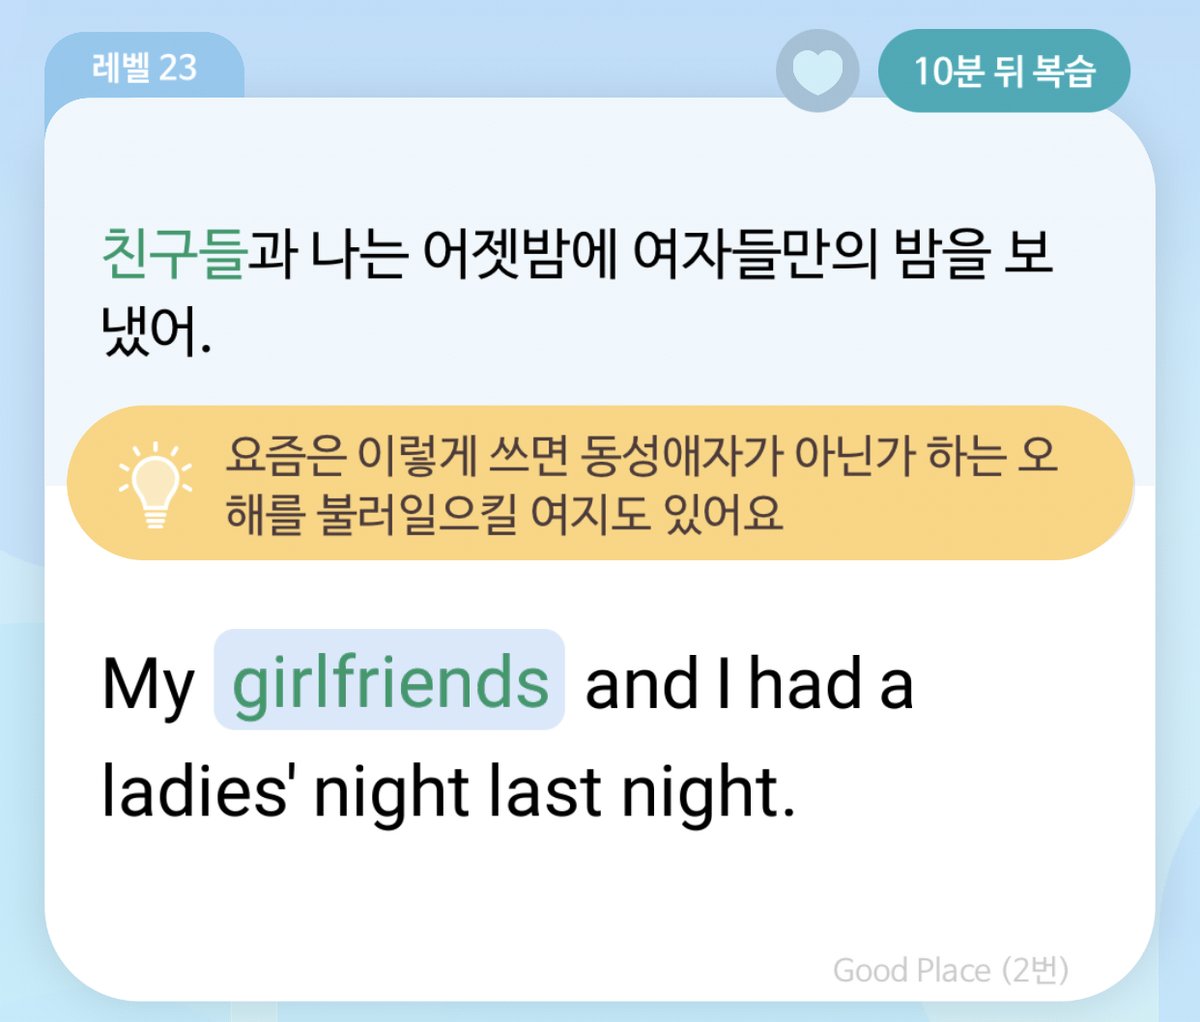 레벨 23
10분 뒤 복습
친구들과 나는 어젯밤에 여자들만의 밤을 보
냈어.
요즘은 이렇게 쓰면 동성애자가 아닌가 하는 오
해를 불러일으킬 여지도 있어요
My girlfriends and I had a
ladies' night last night.
Good Place (2번)